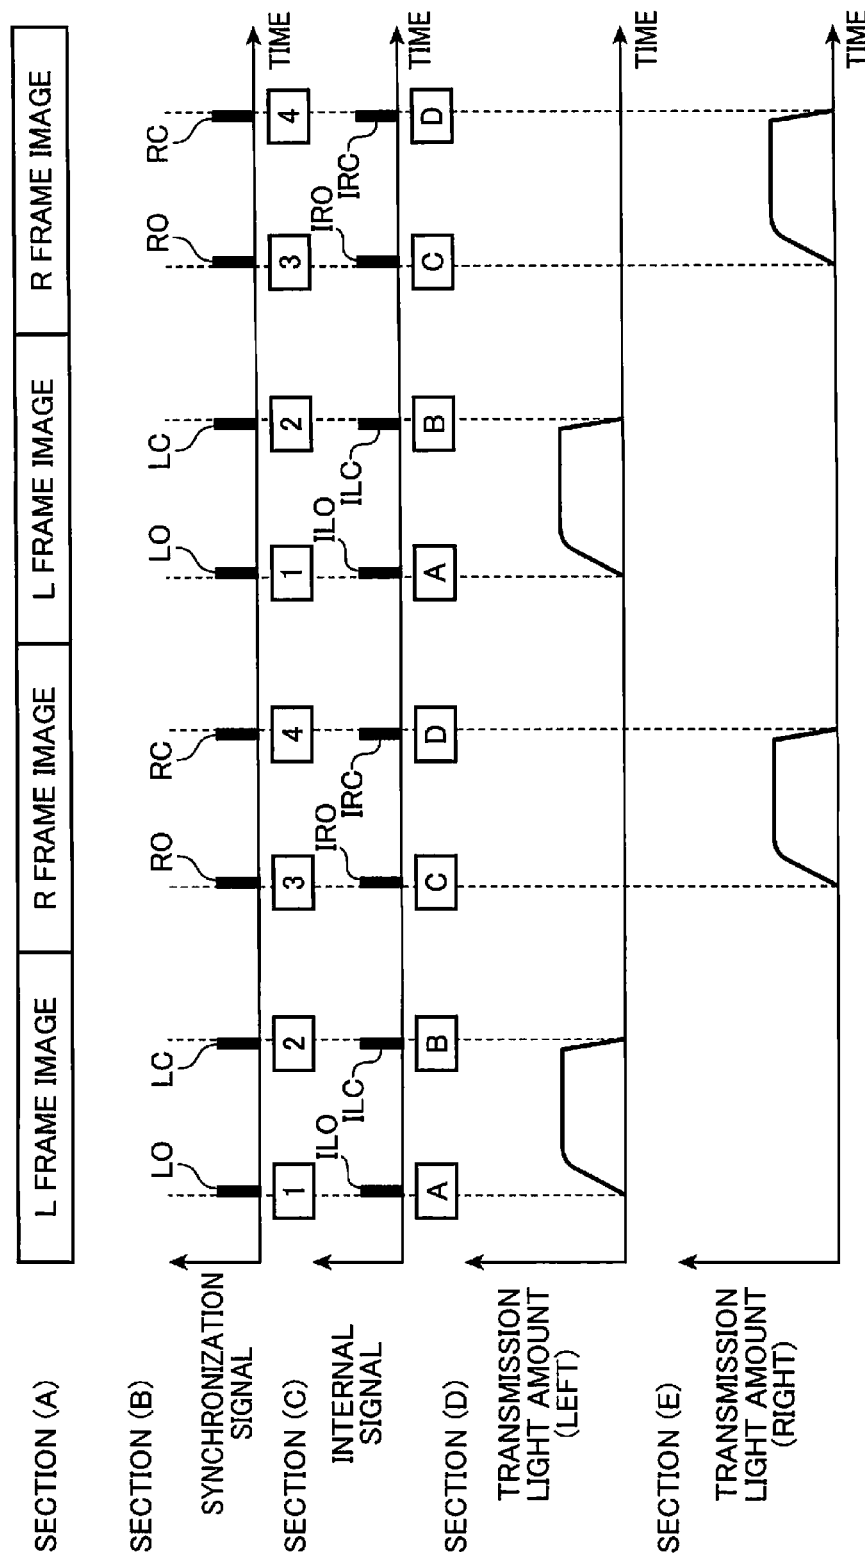 SECTION (A)
L FRAME IMAGE
R FRAME IMAGE
L FRAME IMAGE
R FRAME IMAGE
SECTION (B)
SYNCHRONIZATION
SIGNAL
LO
LC
RO
RC
LO
LC
RO
RC
TIME
1
2
3
4
1
2
3
4
SECTION (C)
INTERNAL
SIGNAL
ILO
ILC
IRO
IRC
ILO
ILC
IRO
IRC
TIME
A
B
C
D
A
B
C
D
SECTION (D)
TRANSMISSION
LIGHT AMOUNT
(LEFT)
TIME
SECTION (E)
TRANSMISSION
LIGHT AMOUNT
(RIGHT)
TIME